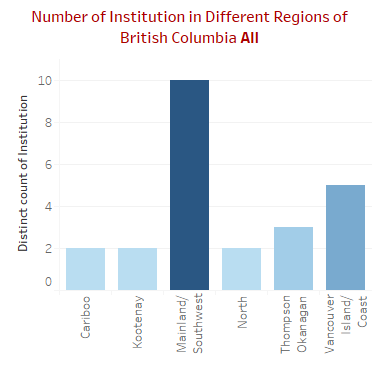 Number of Institution in Different Regions of
British Columbia All
Distinct count of Institution
10
8
6
4
2
0
Cariboo
Kootenay
Mainland/
Southwest
North
Thompson
Okanagan
Vancouver
Island/
Coast